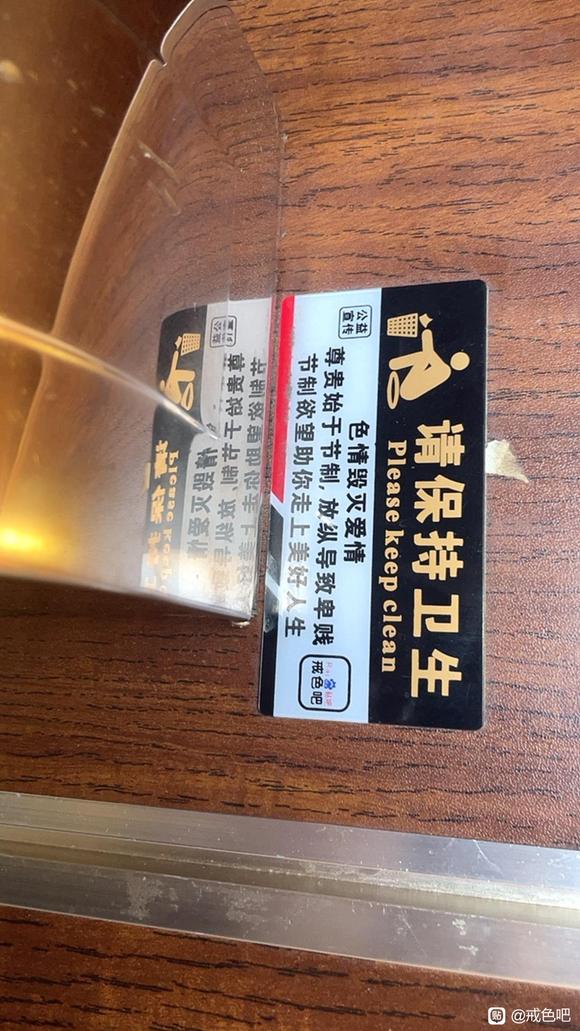 请保持卫生
Please keep clean
公益
宣传
色情毁灭爱情
尊贵始于节制,放纵导致卑贱
节制欲望助你走上美好人生
戒色吧
贴 @戒色吧